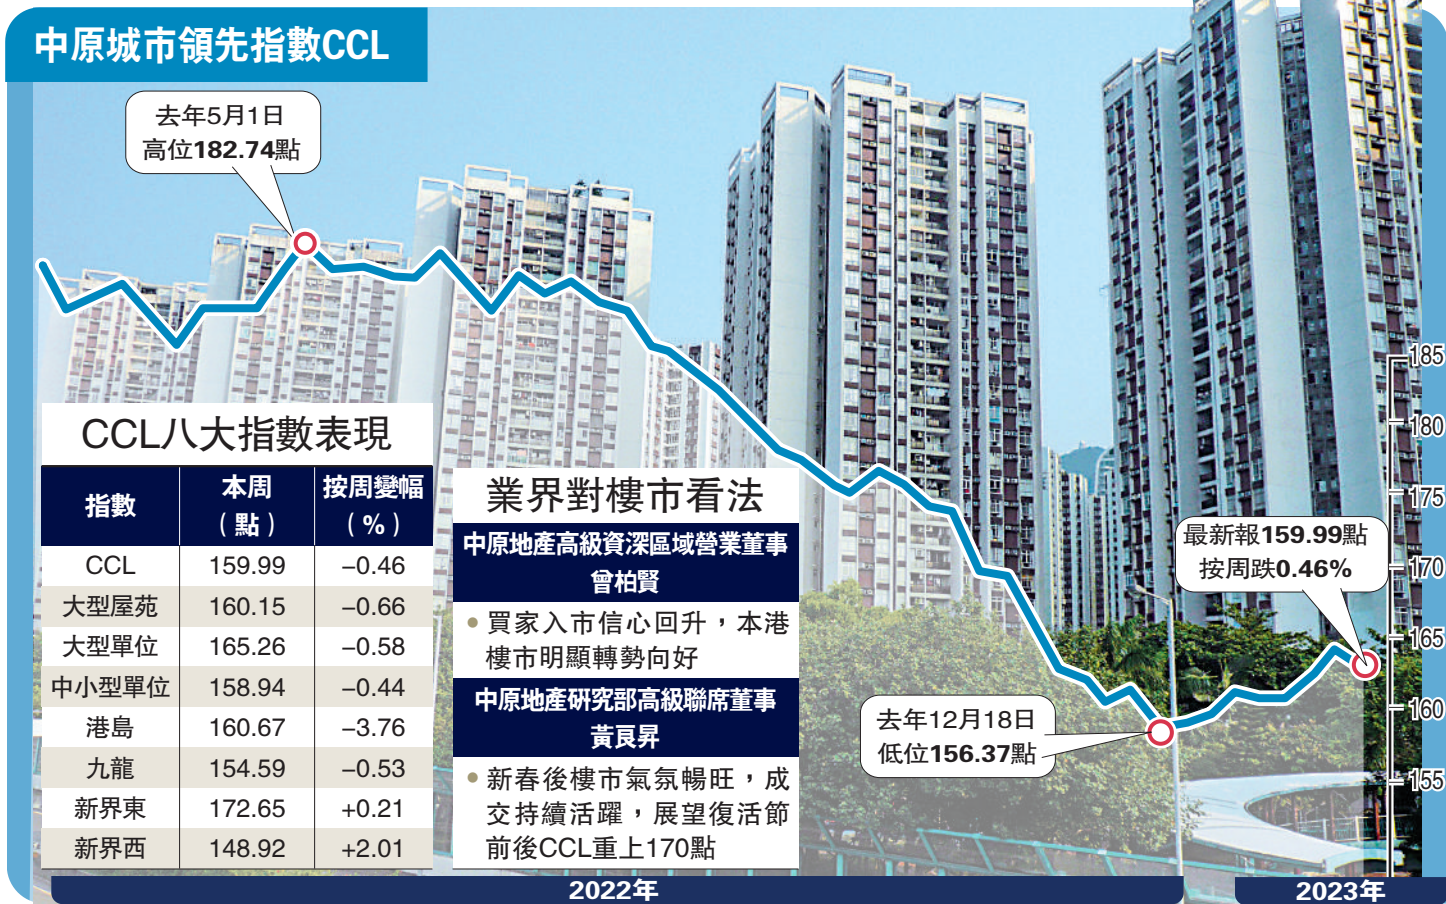 中原城市領先指數CCL
去年5月1日
高位182.74點
CCL八大指數表現
指數 本周（點） 按周變幅（%）
CCL 159.99 −0.46
大型屋苑 160.15 −0.66
大型單位 165.26 −0.58
中小型單位 158.94 −0.44
港島 160.67 −3.76
九龍 154.59 −0.53
新界東 172.65 +0.21
新界西 148.92 +2.01
業界對樓市看法
中原地產高級資深區域營業董事
曾柏賢
• 買家入市信心回升，本港
樓市明顯轉勢向好
中原地產研究部高級聯席董事
黃良昇
• 新春後樓市氣氛暢旺，成
交持續活躍，展望復活節
前後CCL重上170點
去年12月18日
低位156.37點
最新報159.99點
按周跌0.46%
185
180
175
170
165
160
155
2022年
2023年